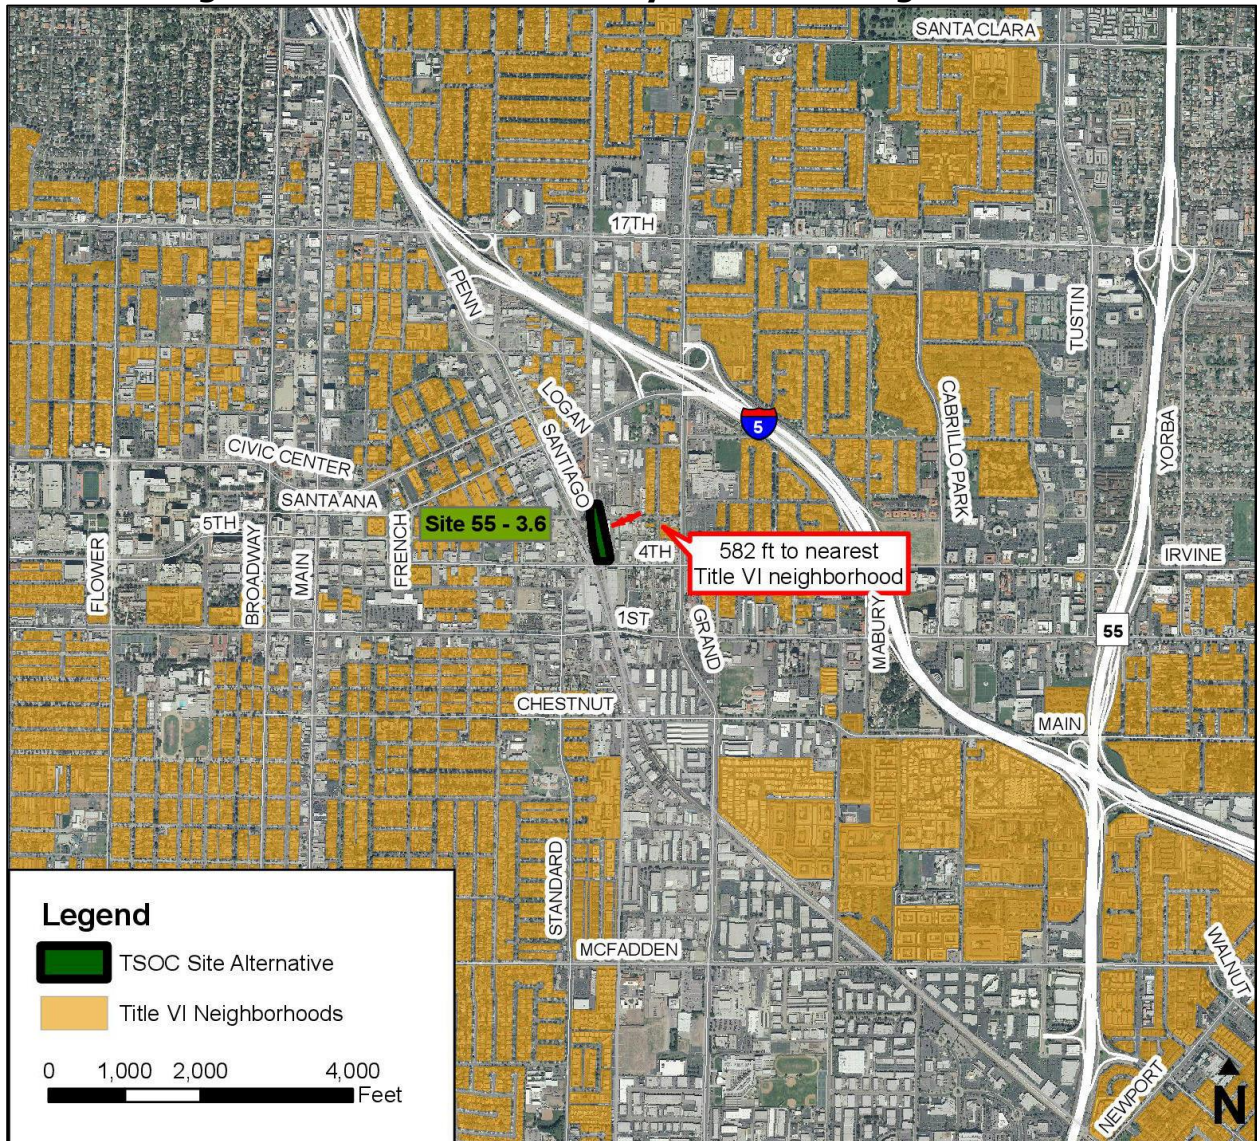 SANTA CLARA
17TH
PENN
TUSTIN
LOGAN
5
CABRILLO PARK
YORBA
CIVIC CENTER
SANTIAGO
SANTA ANA
Site 55 - 3.6
5TH
FLOWER
BROADWAY
MAIN
FRENCH
4TH
582 ft to nearest
Title VI neighborhood
IRVINE
1ST
GRAND
MABURY
55
CHESTNUT
MAIN
STANDARD
MCFADDEN
WALNUT
NEWPORT
N
Legend
TSOC Site Alternative
Title VI Neighborhoods
0 1,000 2,000 4,000
Feet